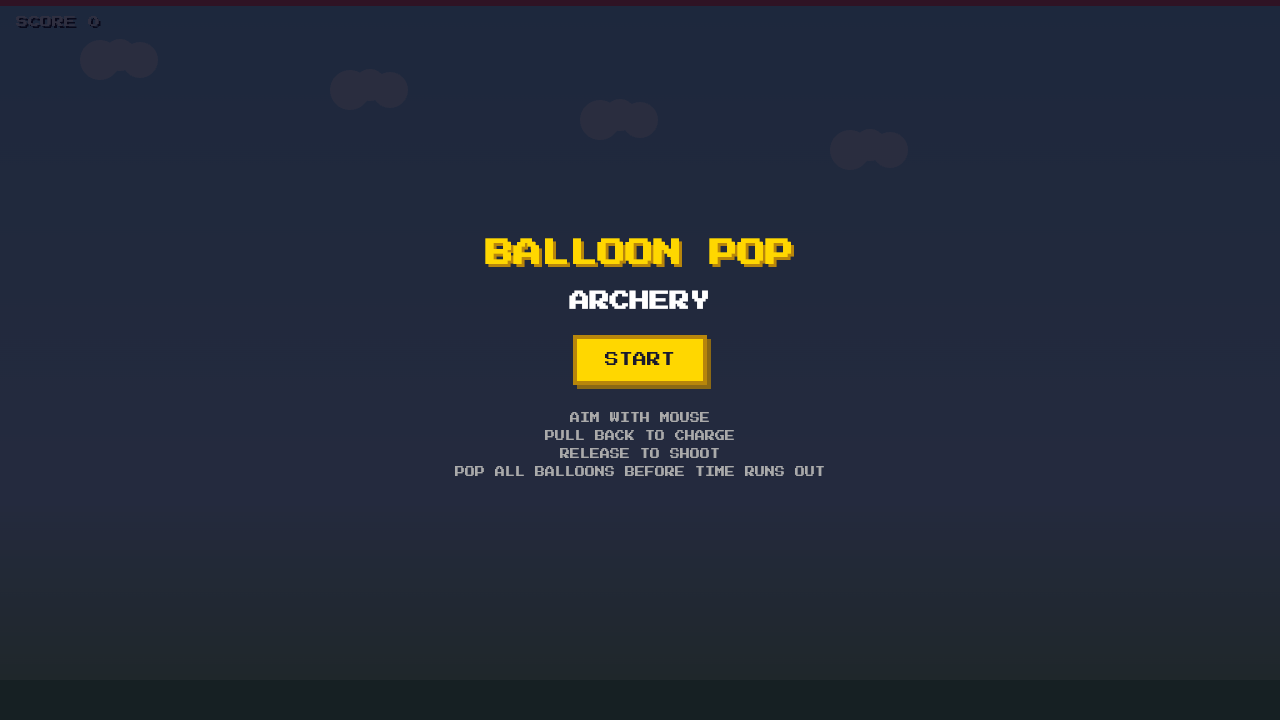 SCORE 0
BALLOON POP
ARCHERY
START
AIM WITH MOUSE
PULL BACK TO CHARGE
RELEASE TO SHOOT
POP ALL BALLOONS BEFORE TIME RUNS OUT